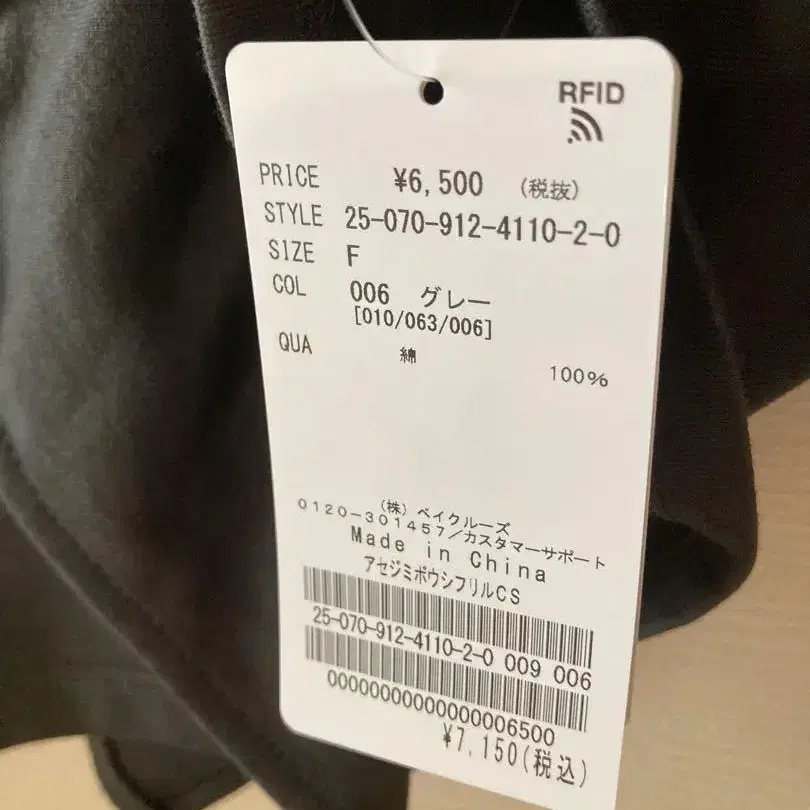 RFID
PRICE ¥6,500 (税抜)
STYLE 25-070-912-4110-2-0
SIZE F
COL 006 グレー
[010/063/006]
QUA 綿 100%
(株) ベイクルーズ
0120-301457/カスタマーサポート
Made in China
アセジミボウシフリルCS
25-070-912-4110-2-0 009 006
00000000000000006500
¥7,150(税込)